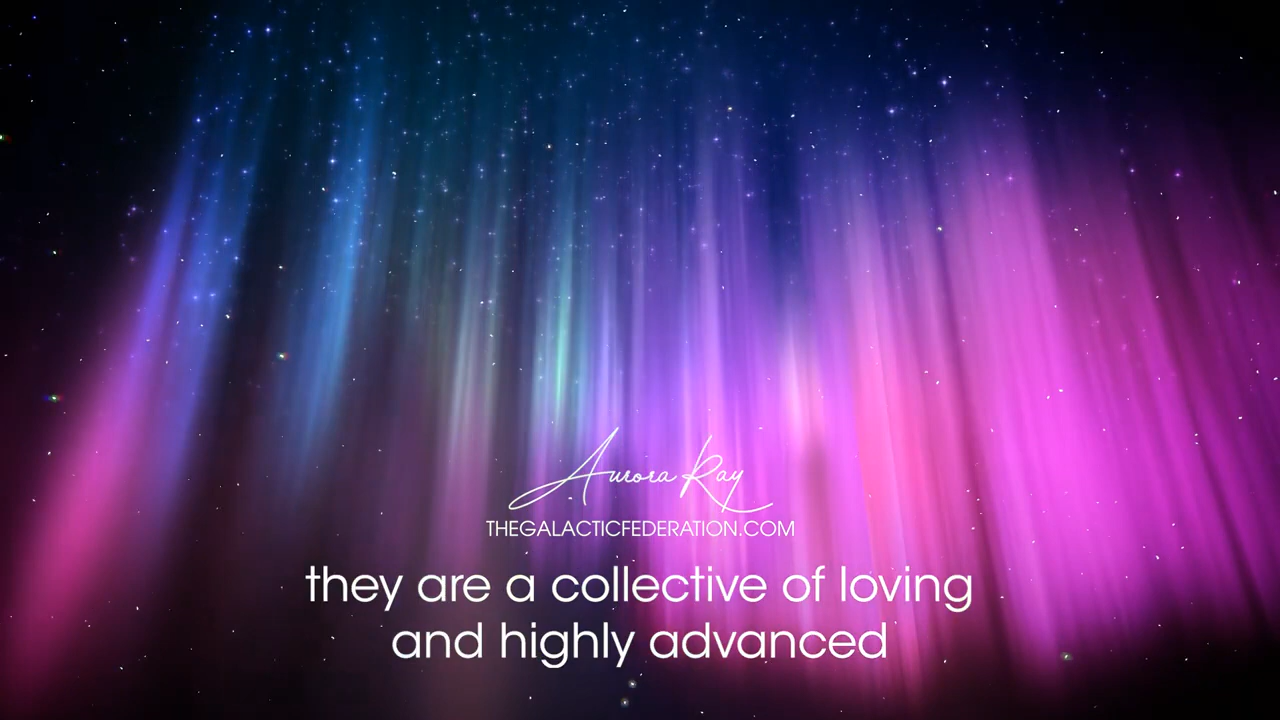 Aurora Ray
THEGALACTICFEDERATION.COM
they are a collective of loving
and highly advanced